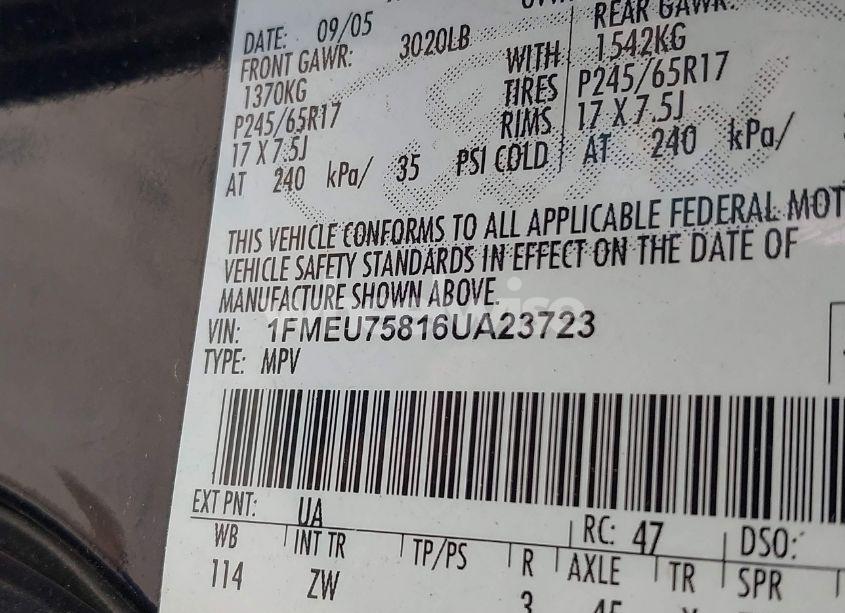 DATE: 09/05
FRONT GAWR: 3020LB
1370KG
P245/65R17
17 X 7.5J
AT 240 kPa/ 35 PSI COLD
REAR GAWR:
WITH 1542KG
TIRES P245/65R17
RIMS 17 X 7.5J
AT 240 kPa/
THIS VEHICLE CONFORMS TO ALL APPLICABLE FEDERAL MOT
VEHICLE SAFETY STANDARDS IN EFFECT ON THE DATE OF
MANUFACTURE SHOWN ABOVE.
VIN: 1FMEU75816UA23723
TYPE: MPV
EXT PNT: UA RC: 47 DSO:
WB INT TR TP/PS R AXLE TR SPR
114 ZW 3 45